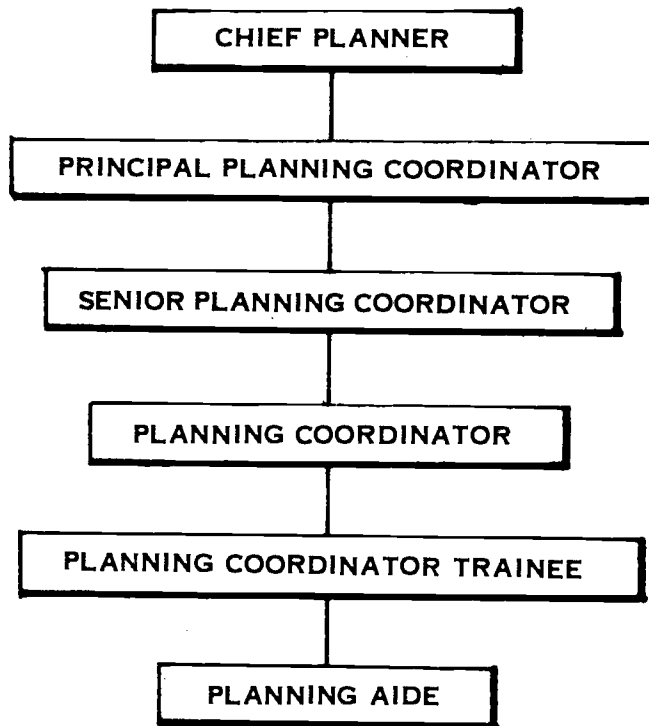 CHIEF PLANNER
PRINCIPAL PLANNING COORDINATOR
SENIOR PLANNING COORDINATOR
PLANNING COORDINATOR
PLANNING COORDINATOR TRAINEE
PLANNING AIDE